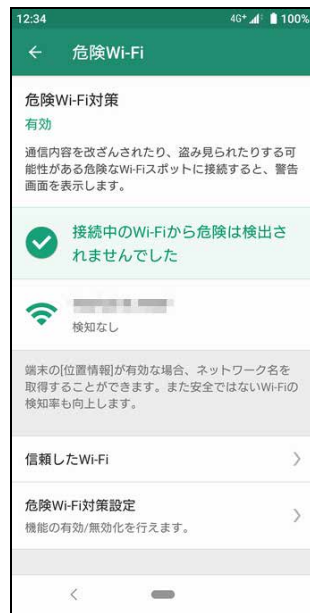 12:34 4G+ 100%
← 危険Wi-Fi
危険Wi-Fi対策
有効
通信内容を改ざんされたり、盗み見られたりする可
能性がある危険なWi-Fiスポットに接続すると、警告
画面を表示します。
接続中のWi-Fiから危険は検出さ
れませんでした
検知なし
端末の[位置情報]が有効な場合、ネットワーク名を
取得することができます。また安全ではないWi-Fiの
検知率も向上します。
信頼したWi-Fi
危険Wi-Fi対策設定
機能の有効/無効化を行えます。